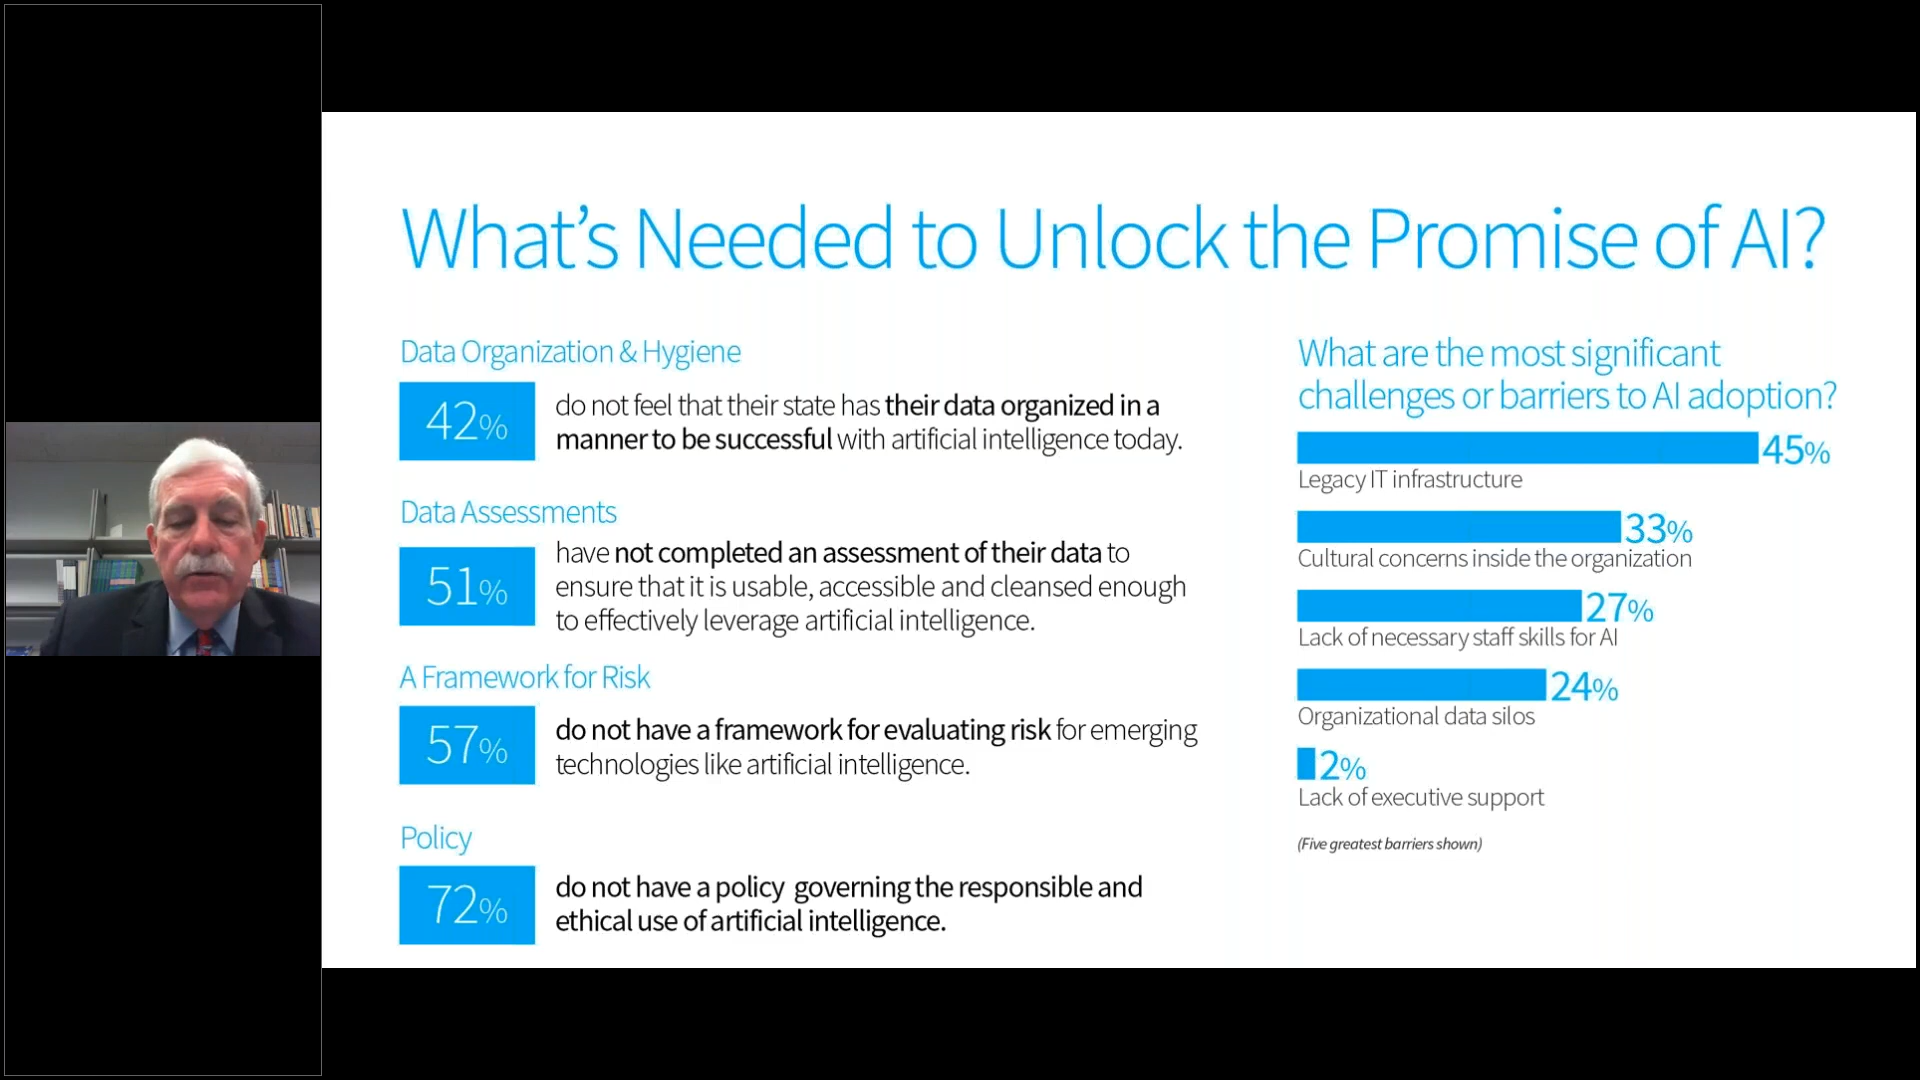 What's Needed to Unlock the Promise of AI?
Data Organization & Hygiene
42%
do not feel that their state has their data organized in a
manner to be successful with artificial intelligence today.
Data Assessments
51%
have not completed an assessment of their data to
ensure that it is usable, accessible and cleansed enough
to effectively leverage artificial intelligence.
A Framework for Risk
57%
do not have a framework for evaluating risk for emerging
technologies like artificial intelligence.
Policy
72%
do not have a policy governing the responsible and
ethical use of artificial intelligence.
What are the most significant
challenges or barriers to AI adoption?
45%
Legacy IT infrastructure
33%
Cultural concerns inside the organization
27%
Lack of necessary staff skills for AI
24%
Organizational data silos
2%
Lack of executive support
(Five greatest barriers shown)